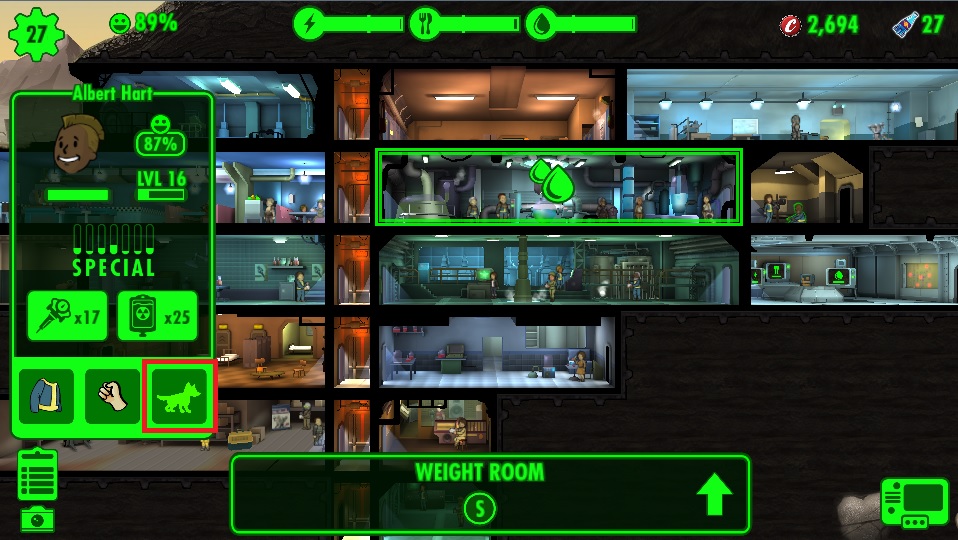 27
89%
2,694
27
Albert Hart
87%
LVL 16
SPECIAL
x17
x25
WEIGHT ROOM
S